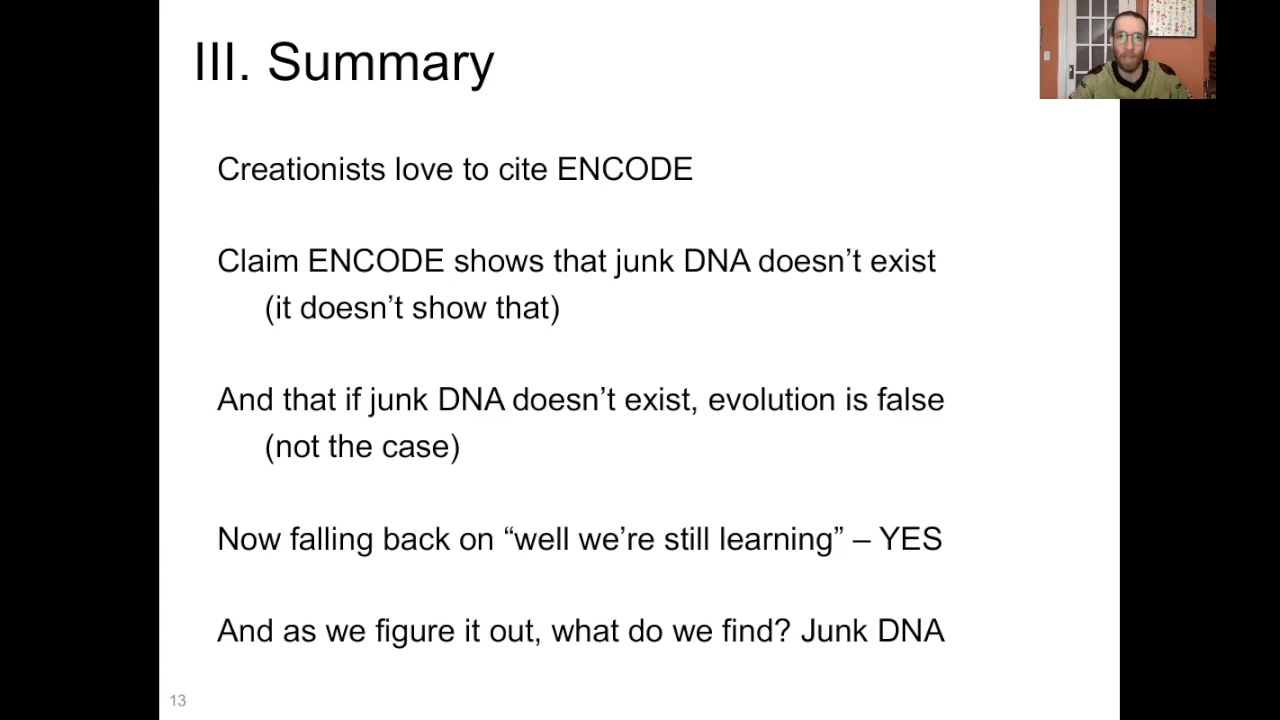 III. Summary
Creationists love to cite ENCODE
Claim ENCODE shows that junk DNA doesn’t exist
(it doesn’t show that)
And that if junk DNA doesn’t exist, evolution is false
(not the case)
Now falling back on “well we’re still learning” – YES
And as we figure it out, what do we find? Junk DNA
13